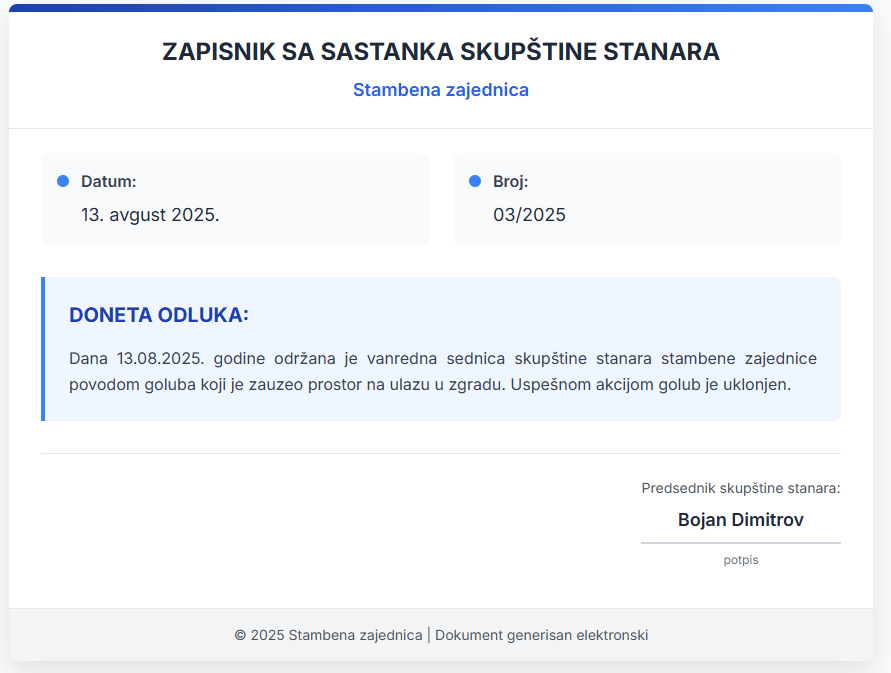 ZAPISNIK SA SASTANKA SKUPŠTINE STANARA
Stambena zajednica
Datum:
13. avgust 2025.
Broj:
03/2025
DONETA ODLUKA:
Dana 13.08.2025. godine održana je vanredna sednica skupštine stanara stambene zajednice
povodom goluba koji je zauzeo prostor na ulazu u zgradu. Uspešnom akcijom golub je uklonjen.
Predsednik skupštine stanara:
Bojan Dimitrov
potpis
© 2025 Stambena zajednica | Dokument generisan elektronski